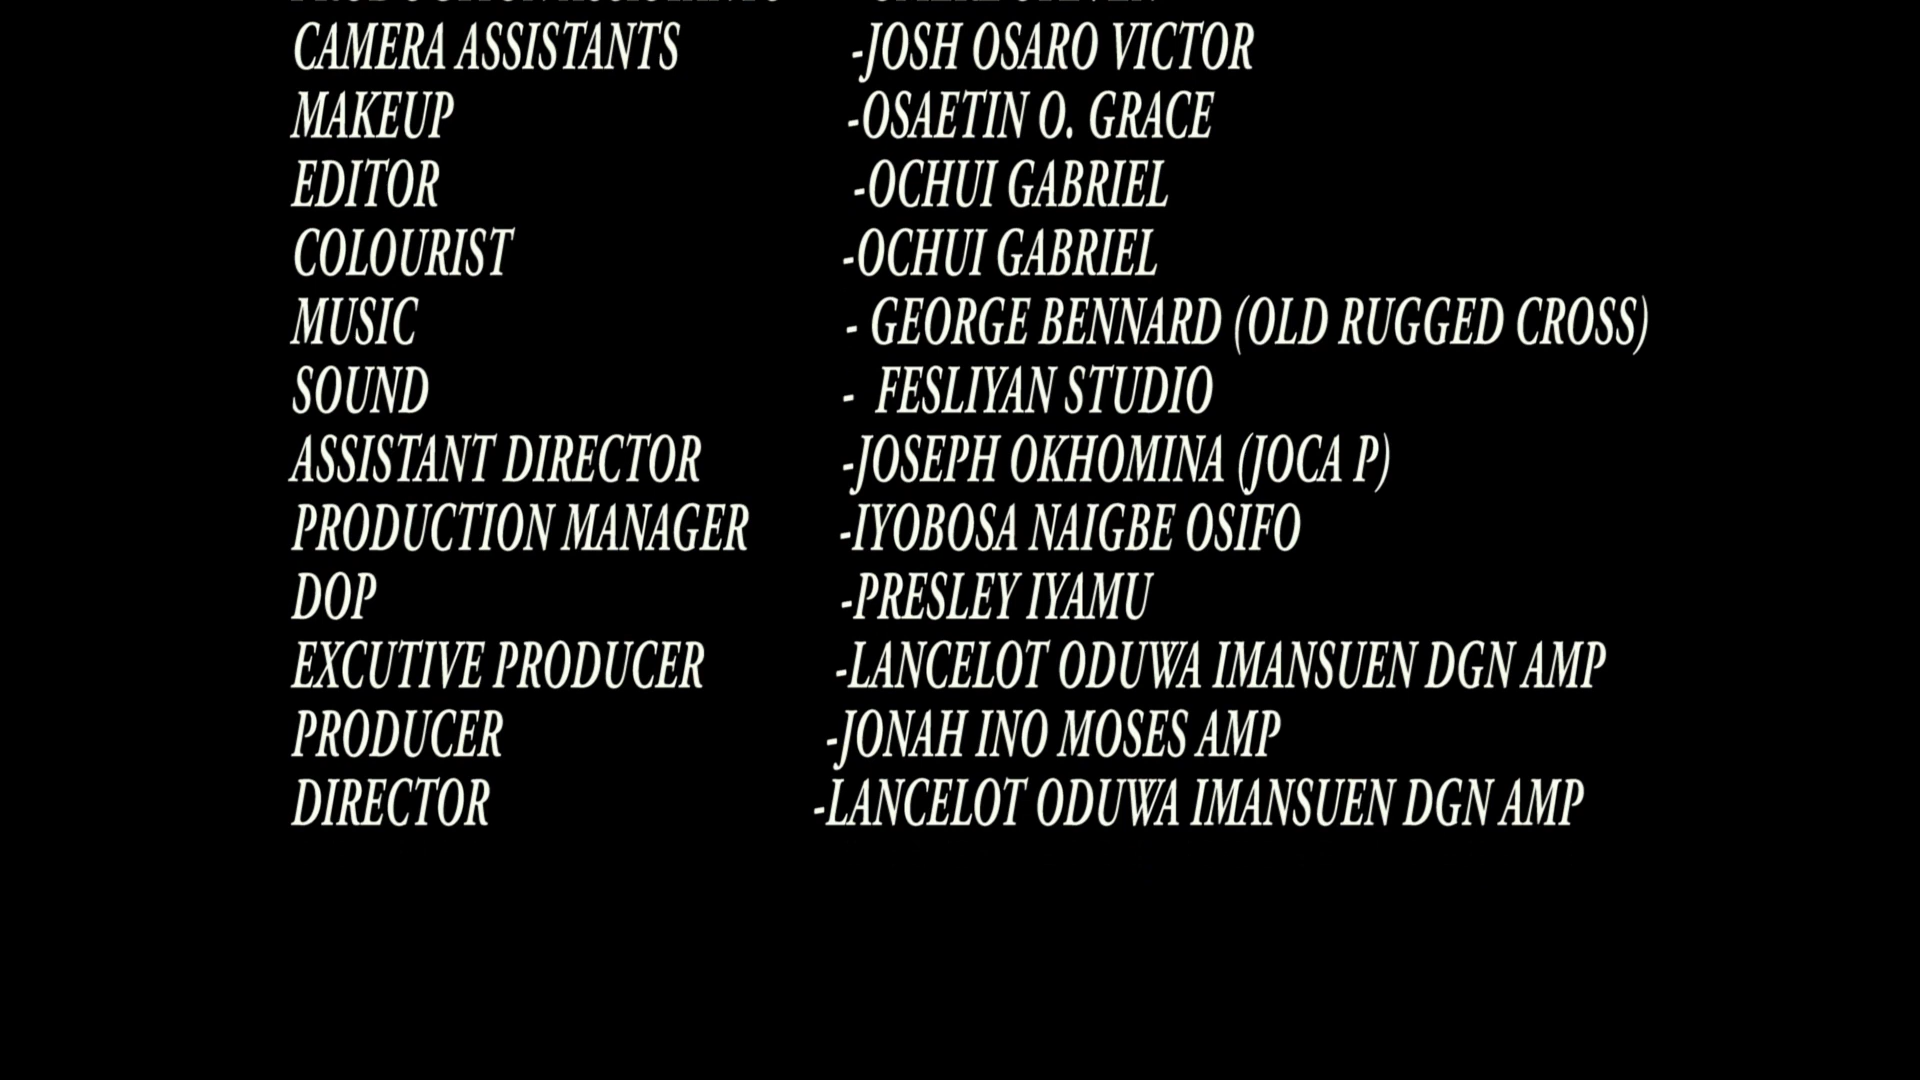 CAMERA ASSISTANTS -JOSH OSARO VICTOR
MAKEUP -OSAETIN O. GRACE
EDITOR -OCHUI GABRIEL
COLOURIST -OCHUI GABRIEL
MUSIC - GEORGE BENNARD (OLD RUGGED CROSS)
SOUND - FESLIYAN STUDIO
ASSISTANT DIRECTOR -JOSEPH OKHOMINA (JOCA P)
PRODUCTION MANAGER -IYOBOSA NAIGBE OSIFO
DOP -PRESLEY IYAMU
EXCUTIVE PRODUCER -LANCELOT ODUWA IMANSUEN DGN AMP
PRODUCER -JONAH INO MOSES AMP
DIRECTOR -LANCELOT ODUWA IMANSUEN DGN AMP